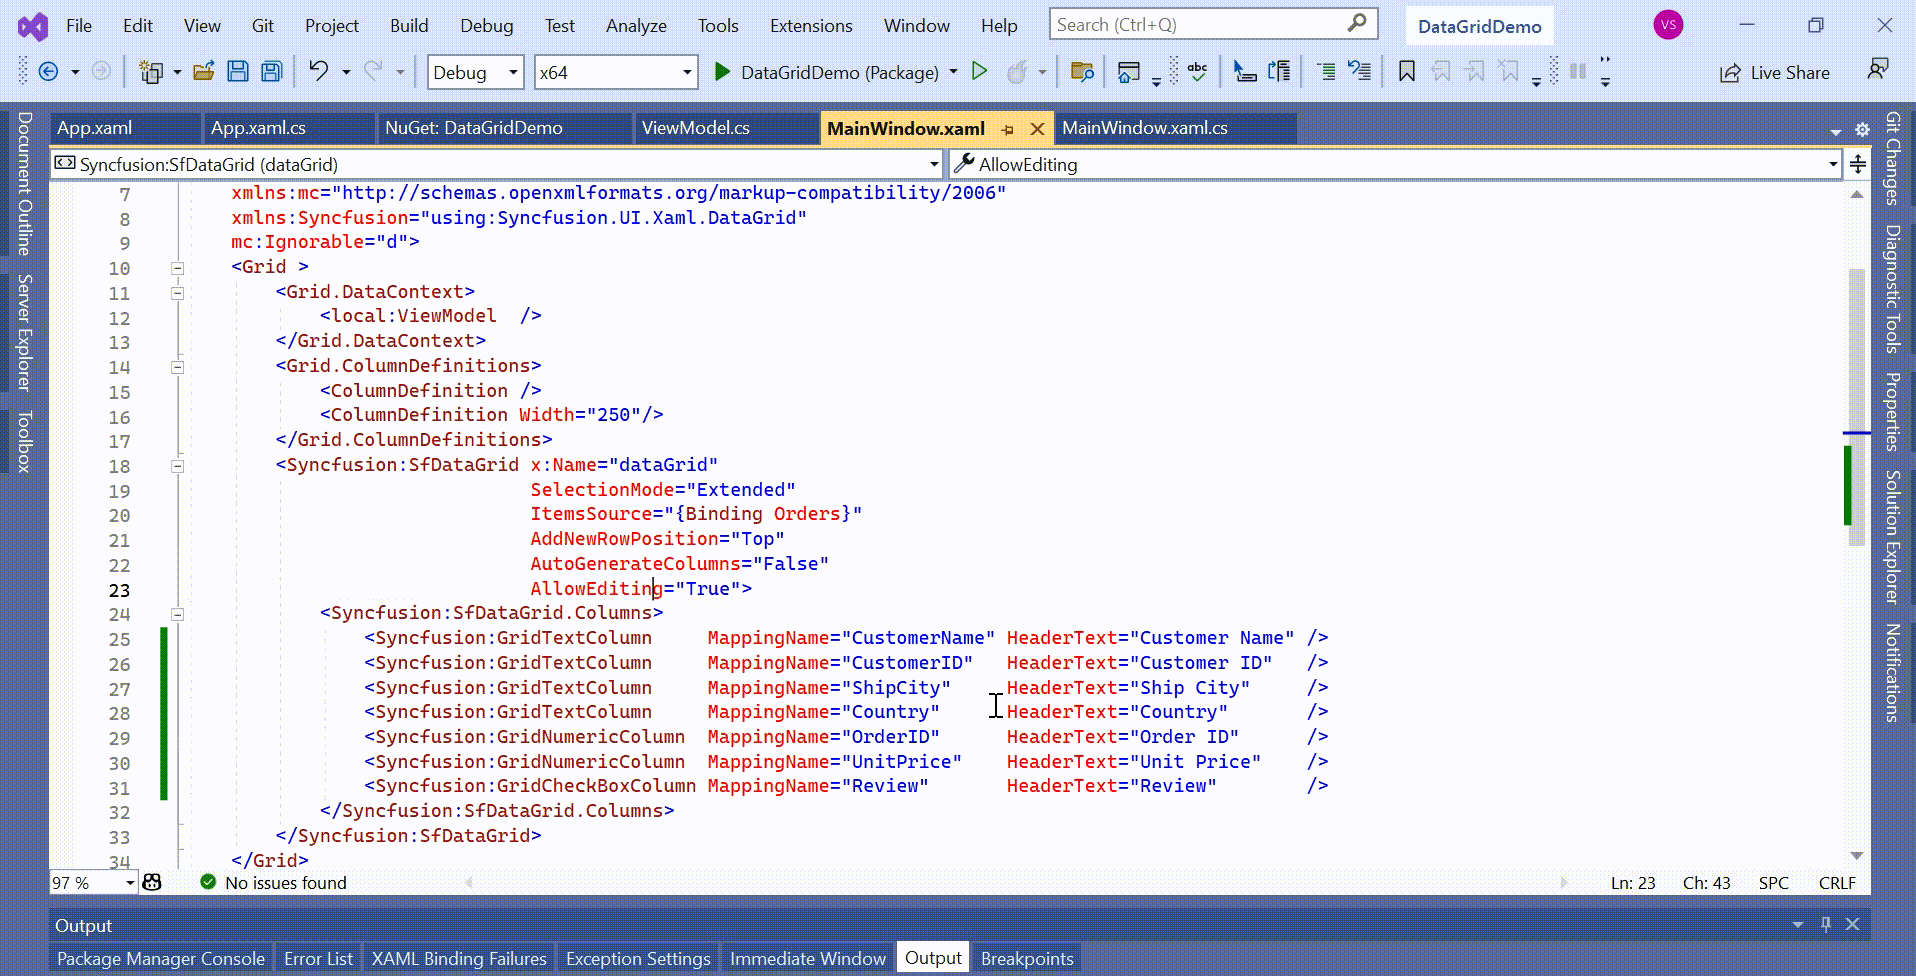 File Edit View Git Project Build Debug Test Analyze Tools Extensions Window Help Search (Ctrl+Q) DataGridDemo VS
Debug x64 DataGridDemo (Package) abc Live Share
App.xaml App.xaml.cs NuGet: DataGridDemo ViewModel.cs MainWindow.xaml MainWindow.xaml.cs
Syncfusion:SfDataGrid (dataGrid) AllowEditing
Document Outline
Server Explorer
Toolbox
7 xmlns:mc="http://schemas.openxmlformats.org/markup-compatibility/2006"
8 xmlns:Syncfusion="using:Syncfusion.UI.Xaml.DataGrid"
9 mc:Ignorable="d">
10 <Grid >
11 <Grid.DataContext>
12 <local:ViewModel />
13 </Grid.DataContext>
14 <Grid.ColumnDefinitions>
15 <ColumnDefinition />
16 <ColumnDefinition Width="250"/>
17 </Grid.ColumnDefinitions>
18 <Syncfusion:SfDataGrid x:Name="dataGrid"
19 SelectionMode="Extended"
20 ItemsSource="{Binding Orders}"
21 AddNewRowPosition="Top"
22 AutoGenerateColumns="False"
23 AllowEditing="True">
24 <Syncfusion:SfDataGrid.Columns>
25 <Syncfusion:GridTextColumn MappingName="CustomerName" HeaderText="Customer Name" />
26 <Syncfusion:GridTextColumn MappingName="CustomerID" HeaderText="Customer ID" />
27 <Syncfusion:GridTextColumn MappingName="ShipCity" HeaderText="Ship City" />
28 <Syncfusion:GridTextColumn MappingName="Country" HeaderText="Country" />
29 <Syncfusion:GridNumericColumn MappingName="OrderID" HeaderText="Order ID" />
30 <Syncfusion:GridNumericColumn MappingName="UnitPrice" HeaderText="Unit Price" />
31 <Syncfusion:GridCheckBoxColumn MappingName="Review" HeaderText="Review" />
32 </Syncfusion:SfDataGrid.Columns>
33 </Syncfusion:SfDataGrid>
34 </Grid>
Git Changes
Diagnostic Tools
Properties
Solution Explorer
Notifications
97 % No issues found Ln: 23 Ch: 43 SPC CRLF
Output
Package Manager Console Error List XAML Binding Failures Exception Settings Immediate Window Output Breakpoints